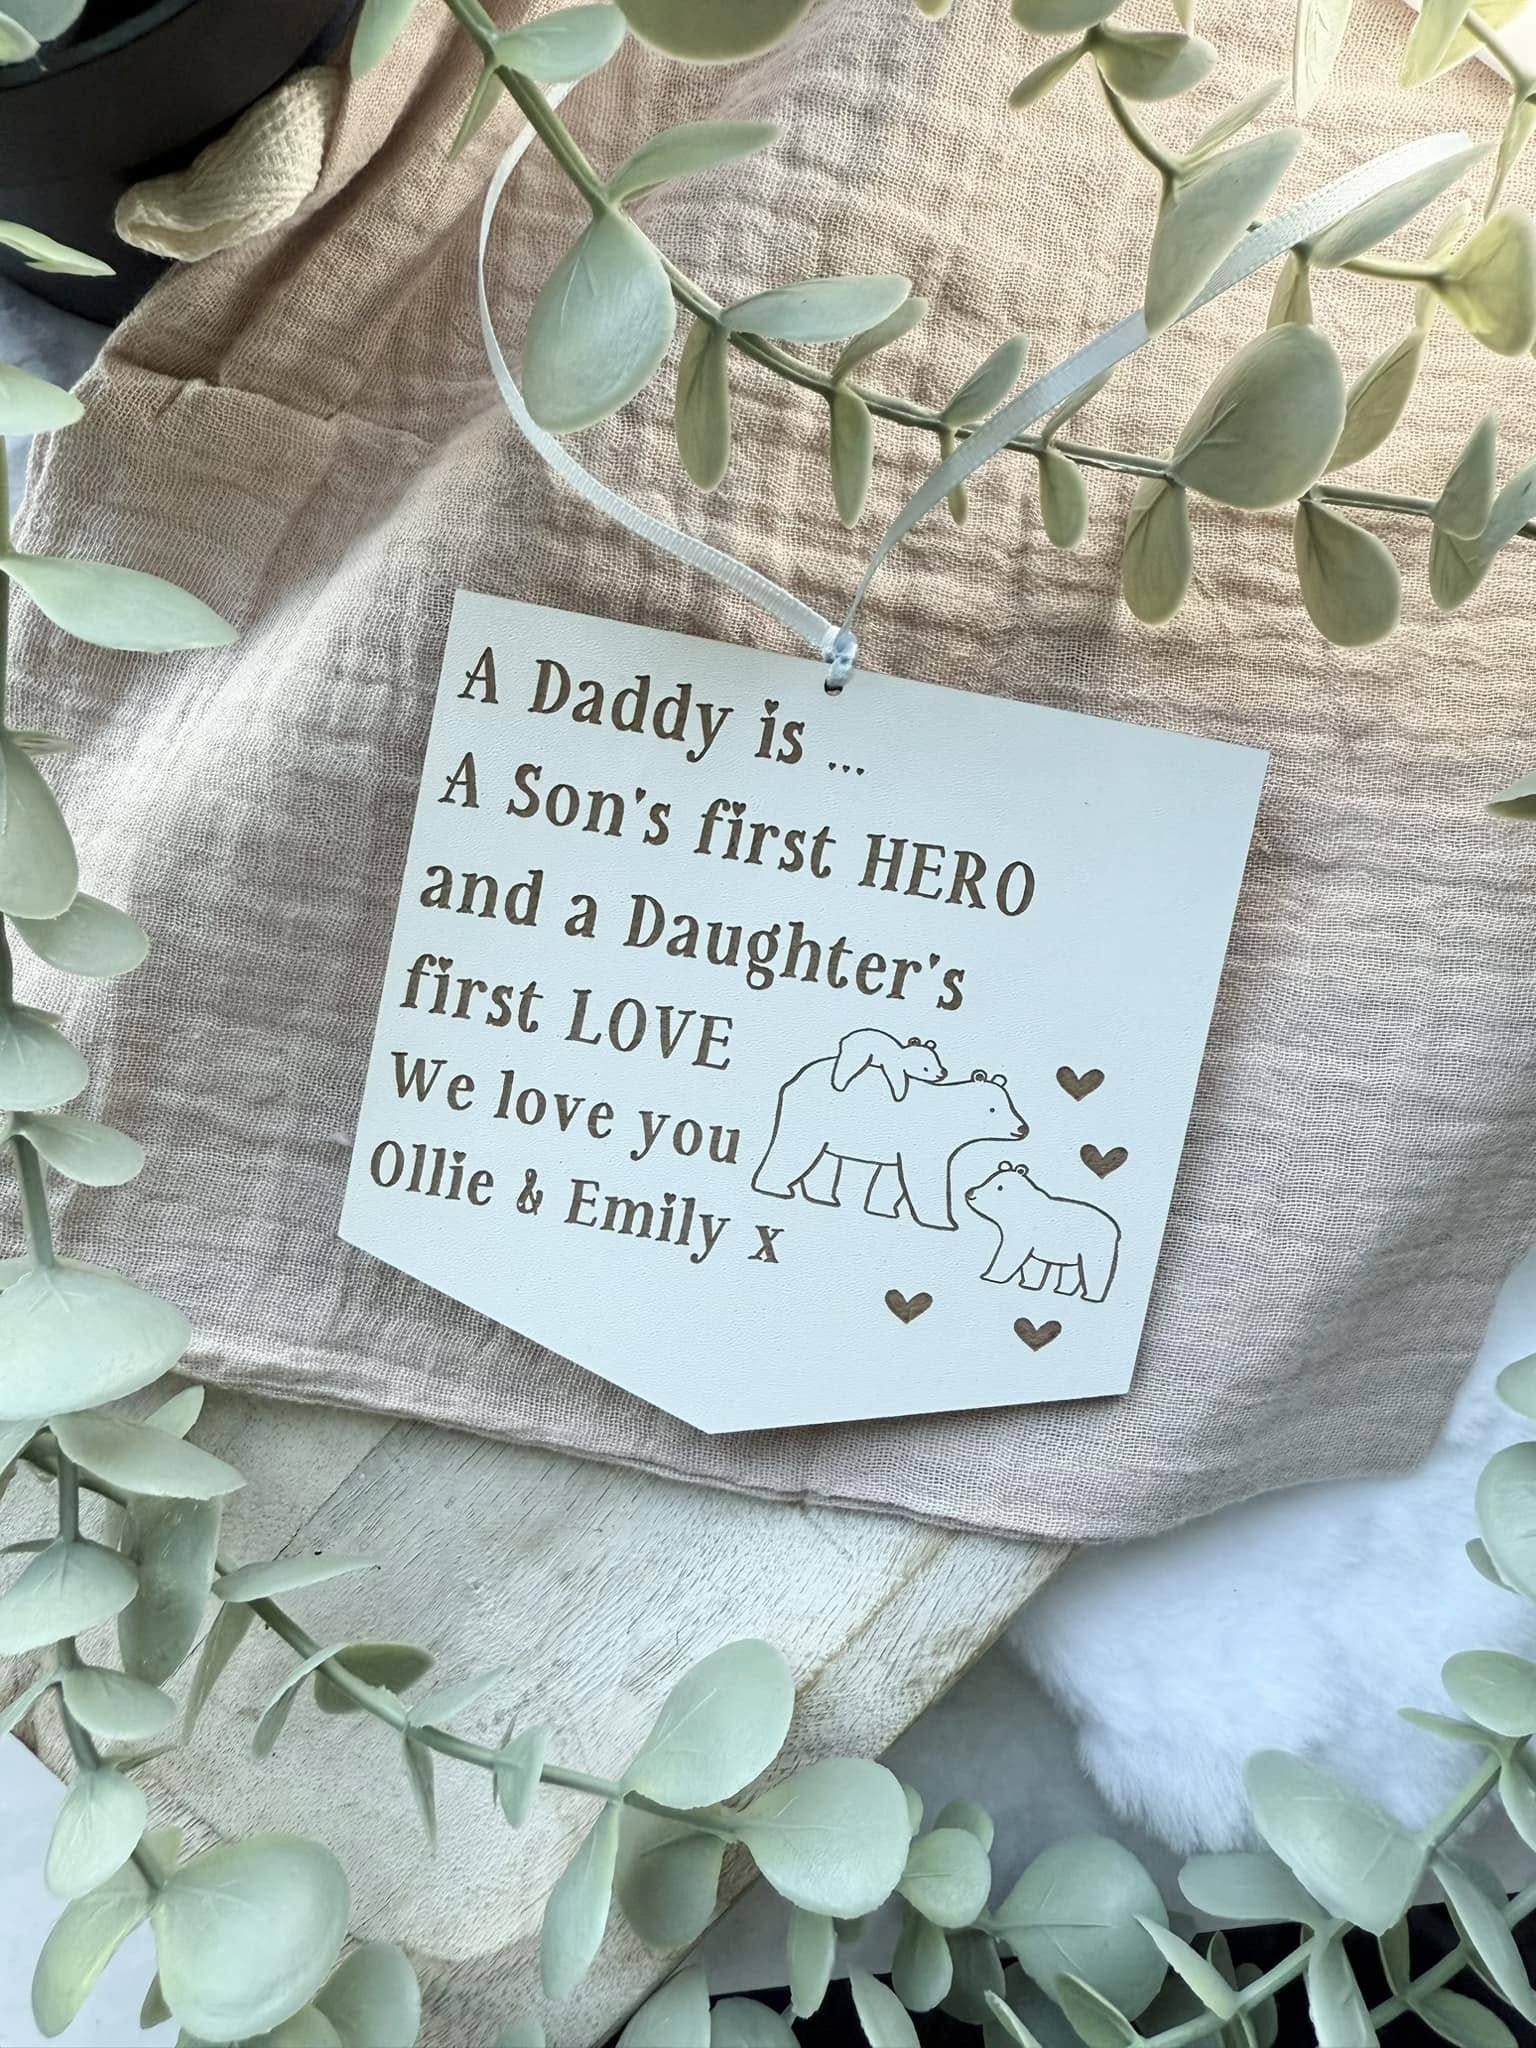 A Daddy is ...
A Son's first HERO
and a Daughter's
first LOVE
We love you
Ollie & Emily x